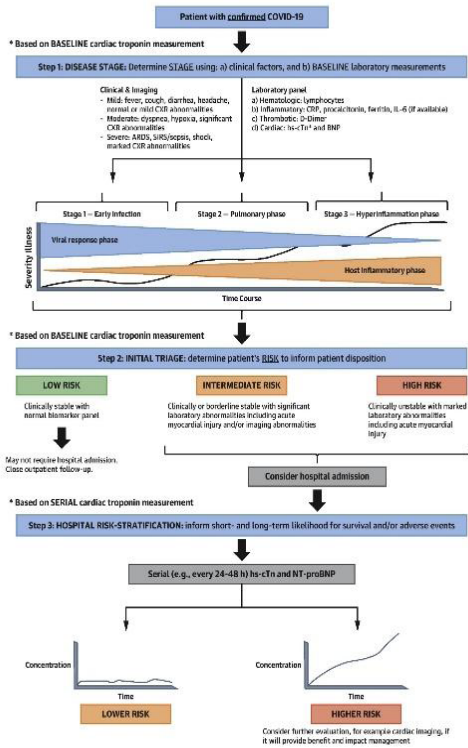 Patient with confirmed COVID-19
* Based on BASELINE cardiac troponin measurement
Step 1: DISEASE STAGE: Determine STAGE using: a) clinical factors, and b) BASELINE laboratory measurements
Clinical & Imaging
- Mild: fever, cough, diarrhea, headache,
normal or mild CXR abnormalities
- Moderate: dyspnea, hypoxia, significant
CXR abnormalities
- Severe: ARDS, SIRS/sepsis, shock,
marked CXR abnormalities
Laboratory panel
a) Hematologic: lymphocytes
b) Inflammatory: CRP, procalcitonin, ferritin, IL-6 (if available)
c) Thrombotic: D-Dimer
d) Cardiac: hs-cTn* and BNP
Stage 1 — Early Infection
Stage 2 — Pulmonary phase
Stage 3 — Hyperinflammation phase
Severity Illness
Viral response phase
Host Inflammatory phase
Time Course
* Based on BASELINE cardiac troponin measurement
Step 2: INITIAL TRIAGE: determine patient's RISK to inform patient disposition
LOW RISK
Clinically stable with
normal biomarker panel
May not require hospital admission.
Close outpatient follow-up.
INTERMEDIATE RISK
Clinically or borderline stable with significant
laboratory abnormalities including acute
myocardial injury and/or imaging abnormalities
HIGH RISK
Clinically unstable with marked
laboratory abnormalities
including acute myocardial
injury
Consider hospital admission
* Based on SERIAL cardiac troponin measurement
Step 3: HOSPITAL RISK-STRATIFICATION: inform short- and long-term likelihood for survival and/or adverse events
Serial (e.g., every 24-48 h) hs-cTn and NT-proBNP
Concentration
Time
LOWER RISK
Concentration
Time
HIGHER RISK
Consider further evaluation, for example cardiac imaging, if
it will provide benefit and impact management